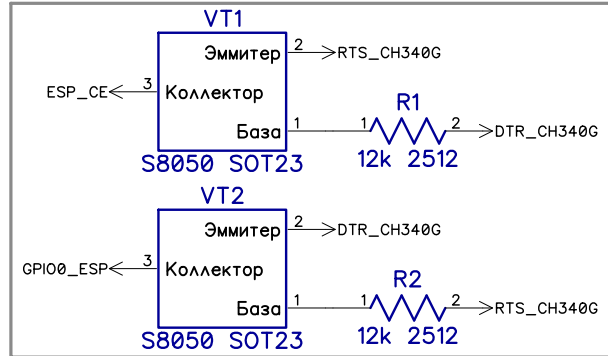 VT1
Эммитер 2 RTS_CH340G
ESP_CE 3 Коллектор
R1
База 1 1 2 DTR_CH340G
S8050 SOT23 12k 2512
VT2
Эммитер 2 DTR_CH340G
GPIO0_ESP 3 Коллектор
R2
База 1 1 2 RTS_CH340G
S8050 SOT23 12k 2512